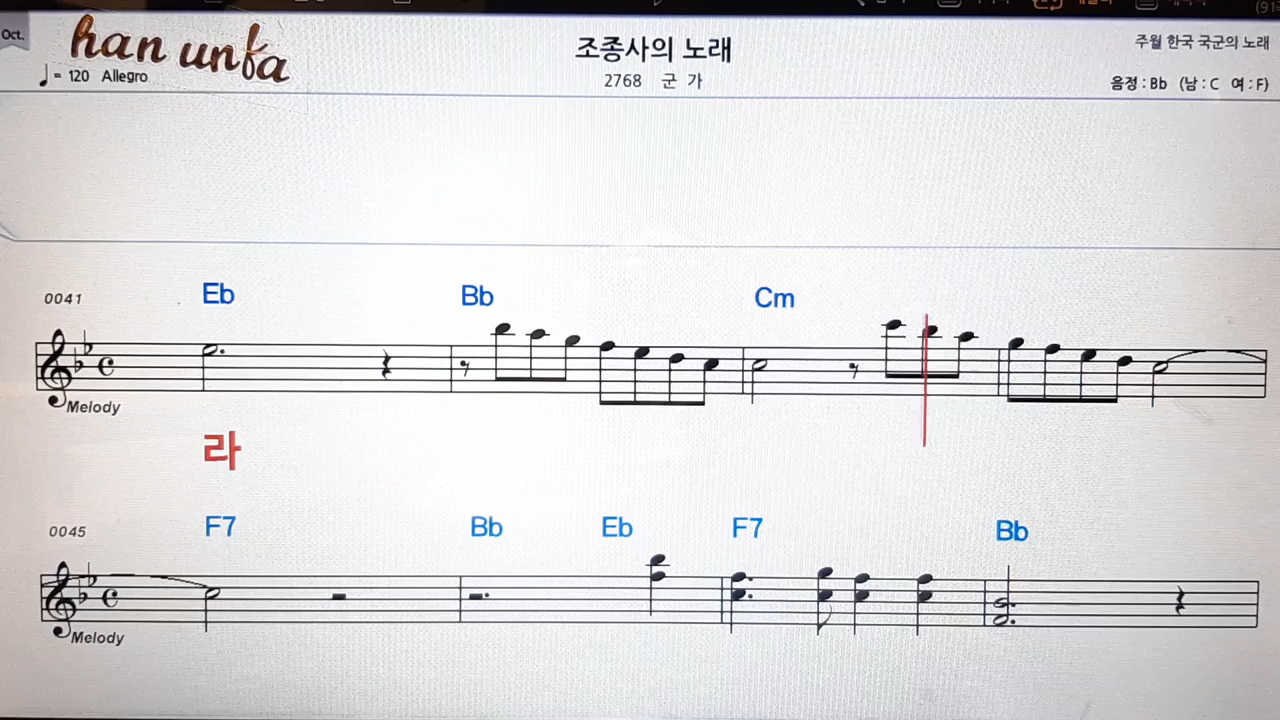 Oct.
han unfa
= 120 Allegro
조종사의 노래
2768 군 가
주월 한국 국군의 노래
음정 : Bb (남 : C 여 : F)
0041
Eb Bb Cm
Melody
라
0045
F7 Bb Eb F7 Bb
Melody